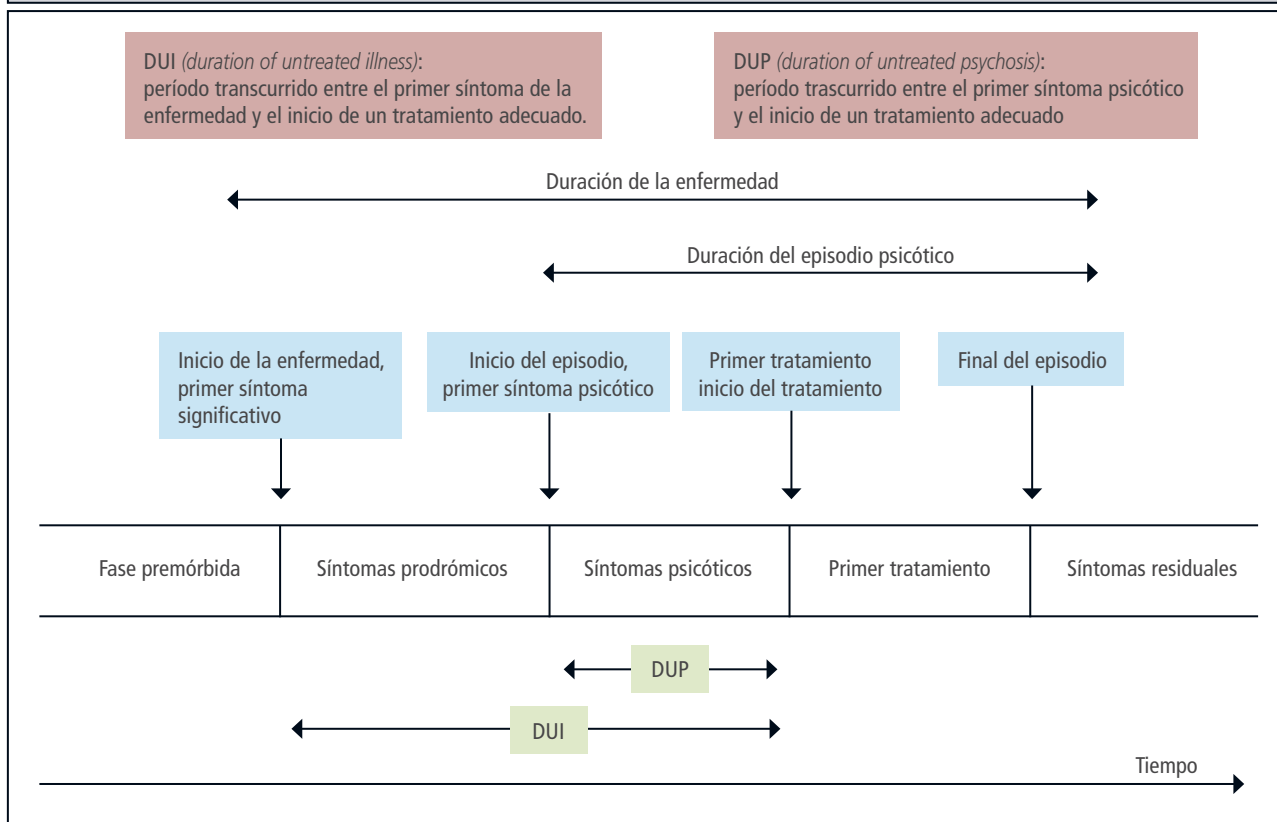 DUI (duration of untreated illness):
período transcurrido entre el primer síntoma de la
enfermedad y el inicio de un tratamiento adecuado.
DUP (duration of untreated psychosis):
período trascurrido entre el primer síntoma psicótico
y el inicio de un tratamiento adecuado
Duración de la enfermedad
Duración del episodio psicótico
Inicio de la enfermedad,
primer síntoma
significativo
Inicio del episodio,
primer síntoma psicótico
Primer tratamiento
inicio del tratamiento
Final del episodio
Fase premórbida
Síntomas prodrómicos
Síntomas psicóticos
Primer tratamiento
Síntomas residuales
DUP
DUI
Tiempo